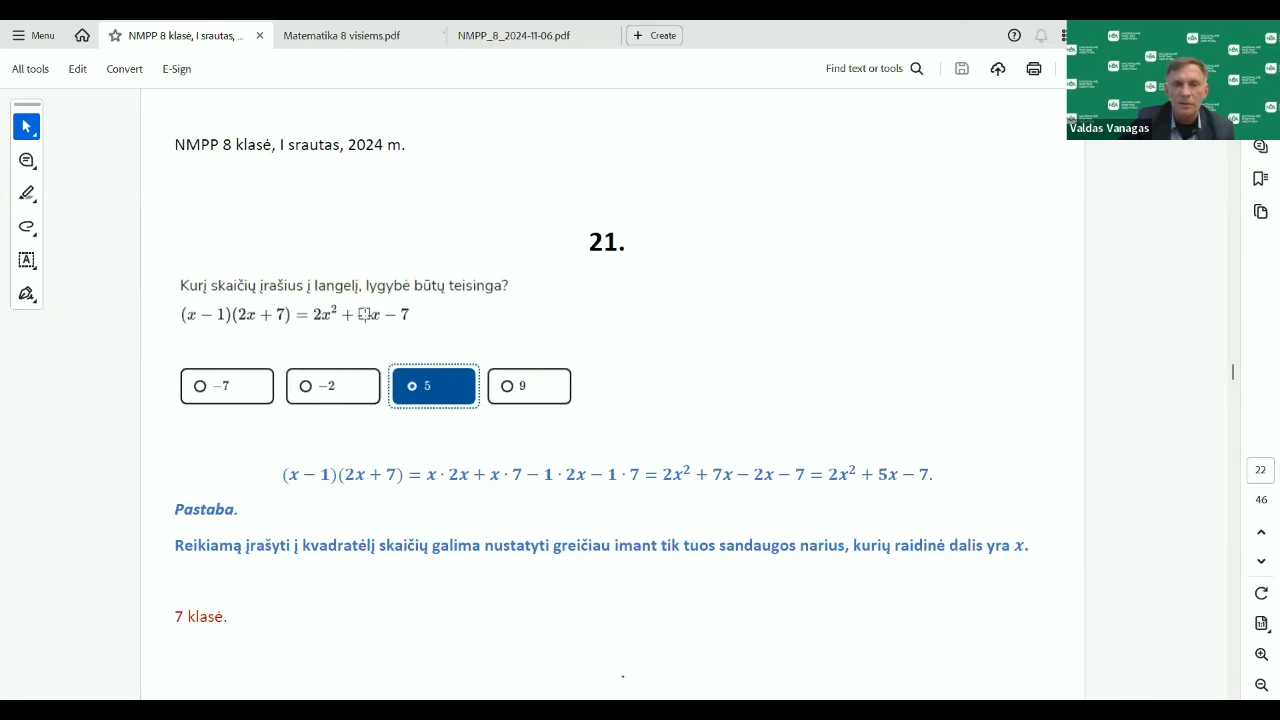 Menu
NMPP 8 klasė, I srautas, ...
Matematika 8 visiems.pdf
NMPP_8_2024-11-06.pdf
Create
All tools
Edit
Convert
E-Sign
Find text or tools
Valdas Vanagas
NMPP 8 klasė, I srautas, 2024 m.
21.
Kurį skaičių įrašius į langelį, lygybė būtų teisinga?
(x − 1)(2x + 7) = 2x² + □x − 7
−7
−2
5
9
(x − 1)(2x + 7) = x · 2x + x · 7 − 1 · 2x − 1 · 7 = 2x² + 7x − 2x − 7 = 2x² + 5x − 7.
Pastaba.
Reikiamą įrašyti į kvadratėlį skaičių galima nustatyti greičiau imant tik tuos sandaugos narius, kurių raidinė dalis yra x.
7 klasė.
22
46